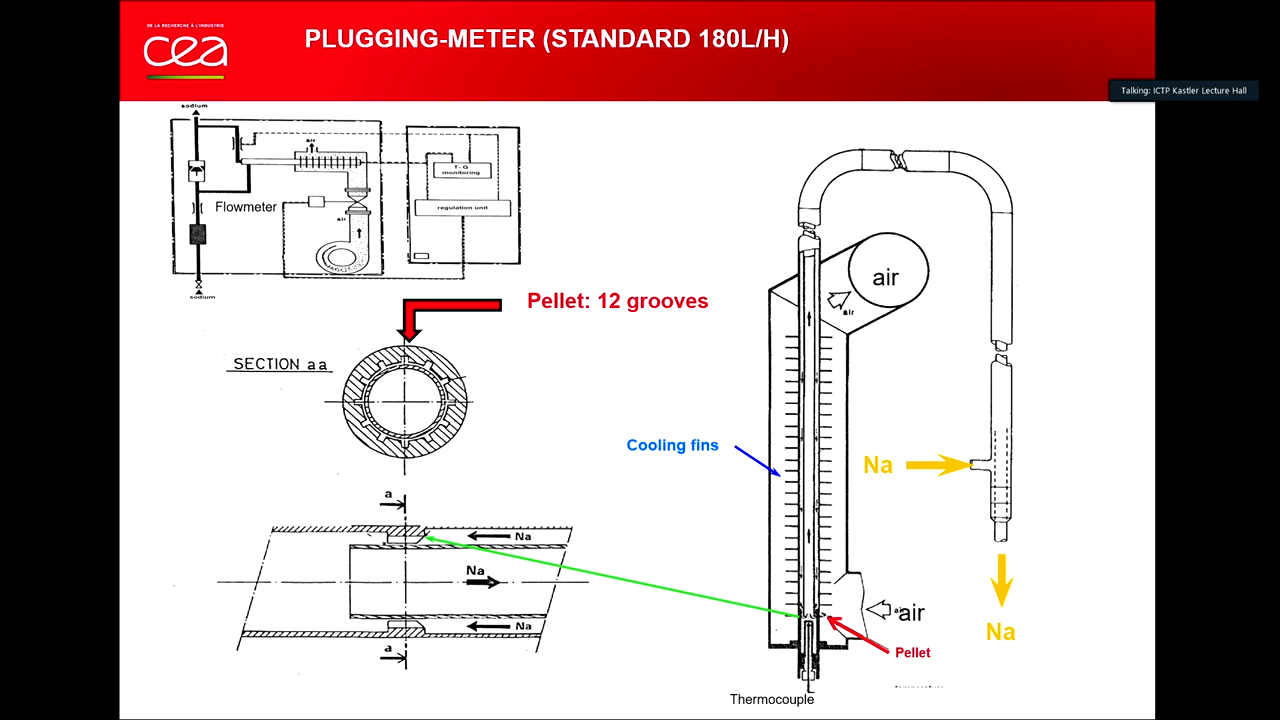 DE LA RECHERCHE À L'INDUSTRIE
cea
PLUGGING-METER (STANDARD 180L/H)
Talking: ICTP Kastler Lecture Hall
sodium
air
T - Q
monitoring
Flowmeter
regulation unit
air
sodium
Pellet: 12 grooves
SECTION aa
air
air
Cooling fins
Na
a
Na
Na
Na
a
air
Na
Pellet
Thermocouple